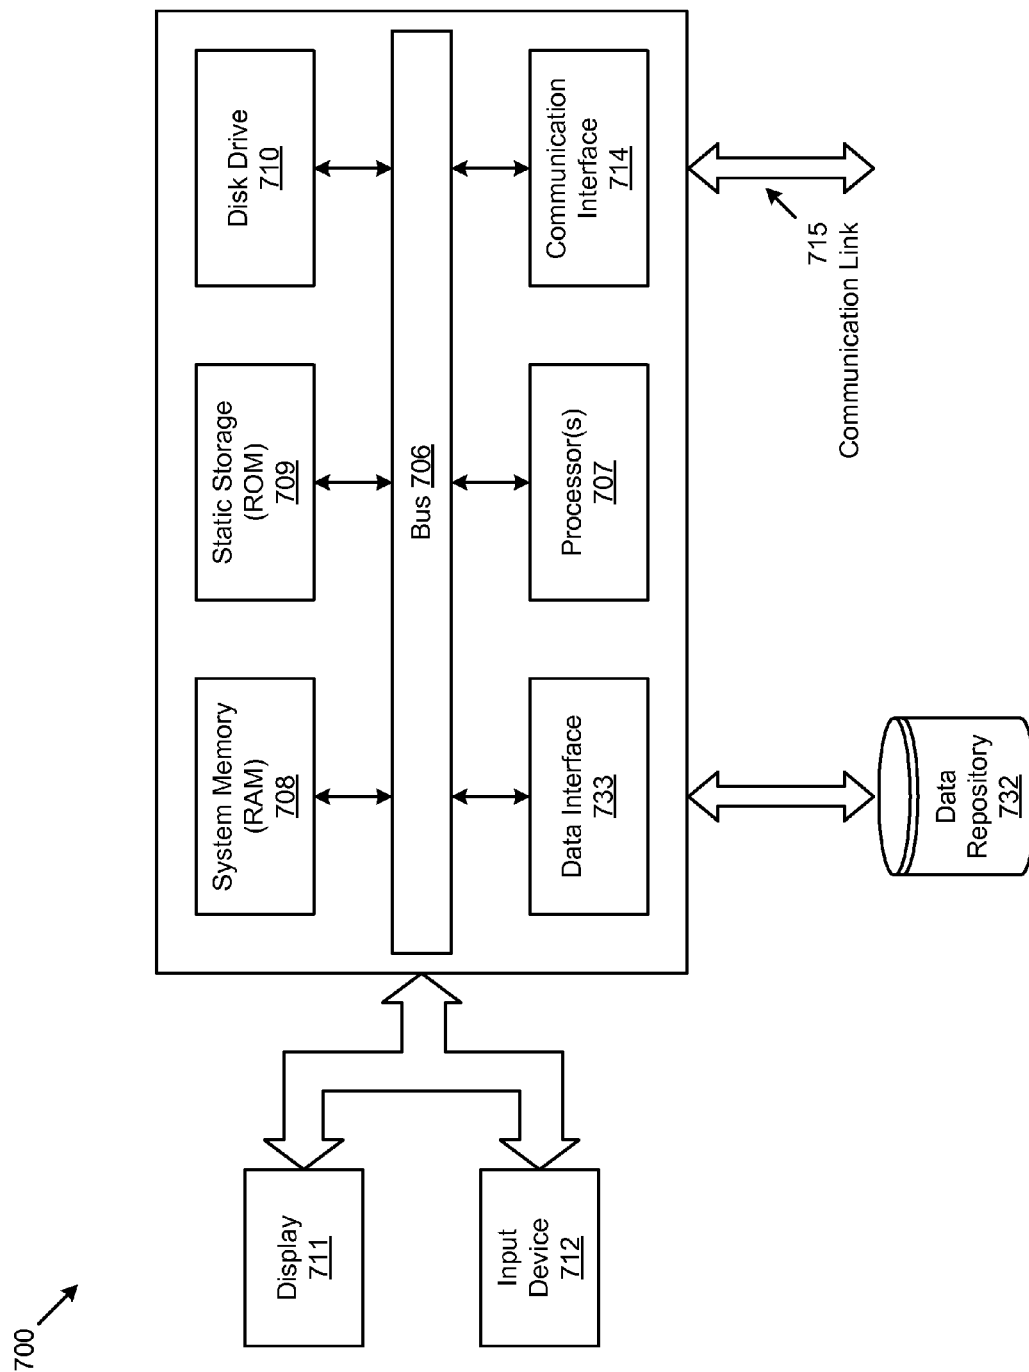 700
Display
711
Input
Device
712
System Memory
(RAM)
708
Static Storage
(ROM)
709
Disk Drive
710
Bus 706
Data Interface
733
Processor(s)
707
Communication
Interface
714
715
Communication Link
Data
Repository
732